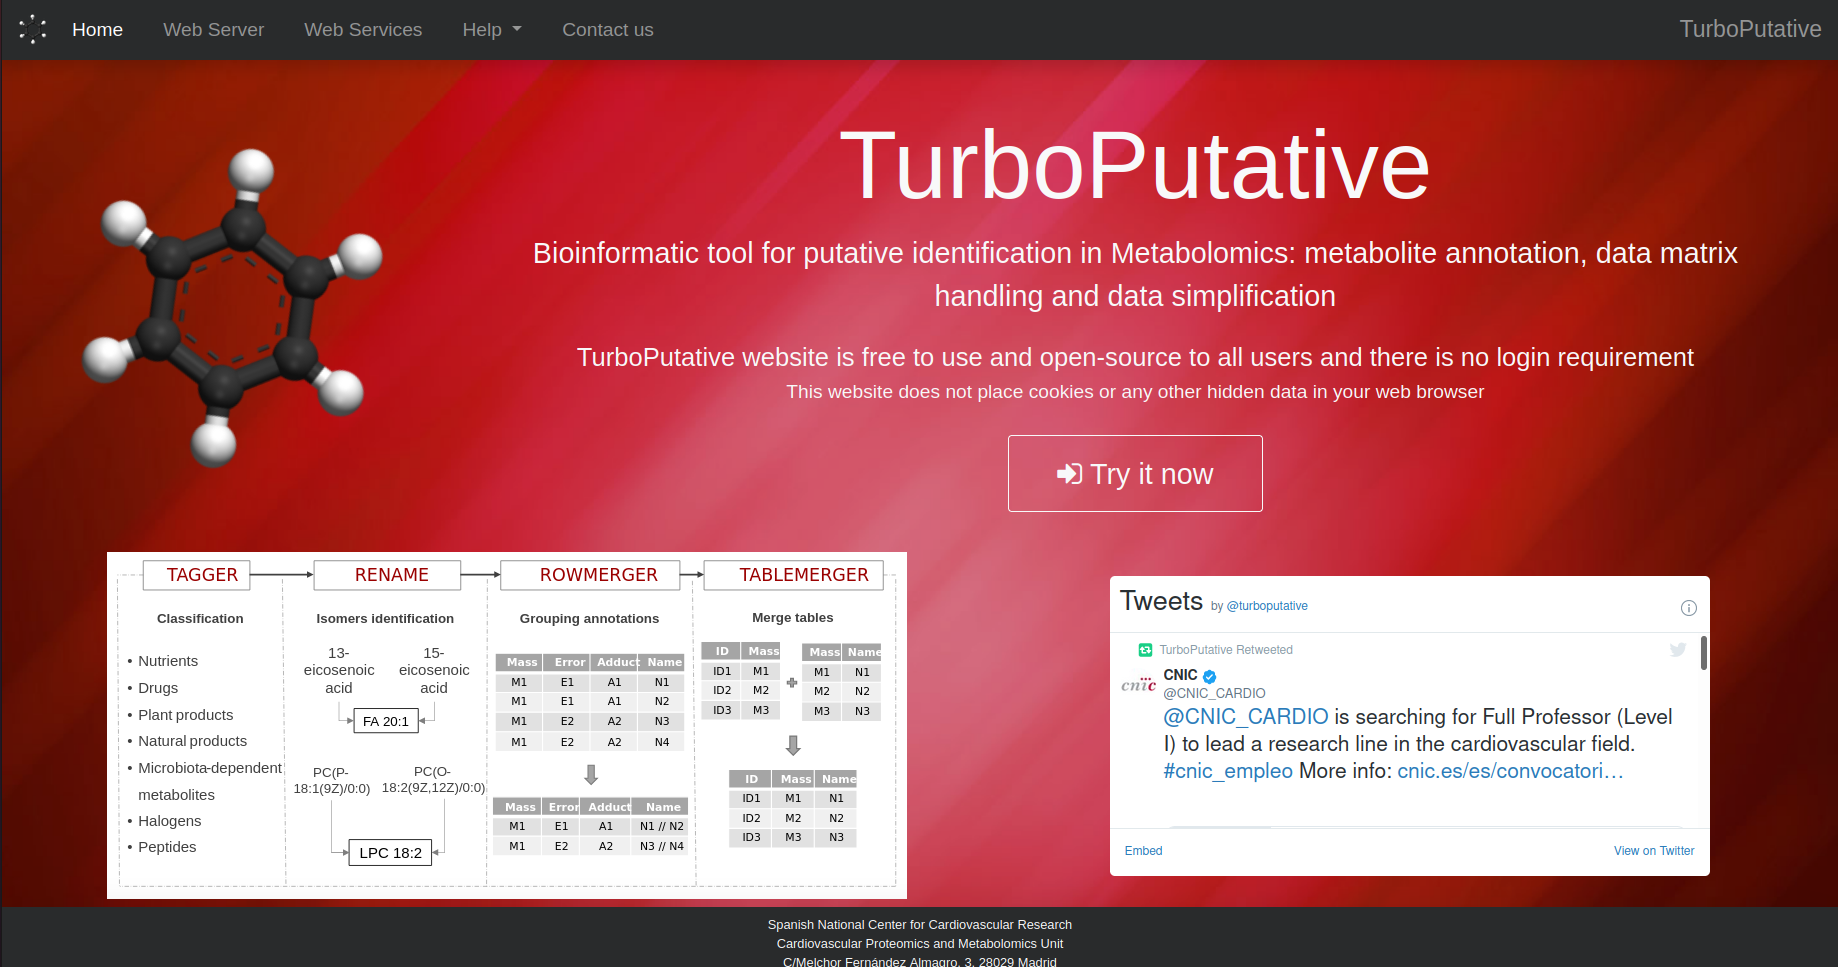 Home Web Server Web Services Help Contact us TurboPutative
TurboPutative
Bioinformatic tool for putative identification in Metabolomics: metabolite annotation, data matrix
handling and data simplification
TurboPutative website is free to use and open-source to all users and there is no login requirement
This website does not place cookies or any other hidden data in your web browser
Try it now
TAGGER RENAME ROWMERGER TABLEMERGER
Classification
• Nutrients
• Drugs
• Plant products
• Natural products
• Microbiota-dependent
metabolites
• Halogens
• Peptides
Isomers identification
13-
eicosenoic
acid
15-
eicosenoic
acid
FA 20:1
PC(P-
18:1(9Z)/0:0)
PC(O-
18:2(9Z,12Z)/0:0)
LPC 18:2
Grouping annotations
Mass Error Adduct Name
M1 E1 A1 N1
M1 E1 A1 N2
M1 E2 A2 N3
M1 E2 A2 N4
Mass Error Adduct Name
M1 E1 A1 N1 // N2
M1 E2 A2 N3 // N4
Merge tables
ID Mass
ID1 M1
ID2 M2
ID3 M3
Mass Name
M1 N1
M2 N2
M3 N3
ID Mass Name
ID1 M1 N1
ID2 M2 N2
ID3 M3 N3
Tweets by @turboputative
TurboPutative Retweeted
cnic
CNIC
@CNIC_CARDIO
@CNIC_CARDIO is searching for Full Professor (Level
I) to lead a research line in the cardiovascular field.
#cnic_empleo More info: cnic.es/es/convocatori…
Embed View on Twitter
Spanish National Center for Cardiovascular Research
Cardiovascular Proteomics and Metabolomics Unit
C/Melchor Fernández Almagro, 3, 28029 Madrid